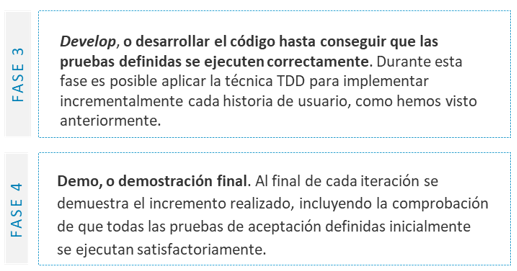 FASE 3
Develop, o desarrollar el código hasta conseguir que las
pruebas definidas se ejecuten correctamente. Durante esta
fase es posible aplicar la técnica TDD para implementar
incrementalmente cada historia de usuario, como hemos visto
anteriormente.
FASE 4
Demo, o demostración final. Al final de cada iteración se
demuestra el incremento realizado, incluyendo la comprobación
de que todas las pruebas de aceptación definidas inicialmente
se ejecutan satisfactoriamente.